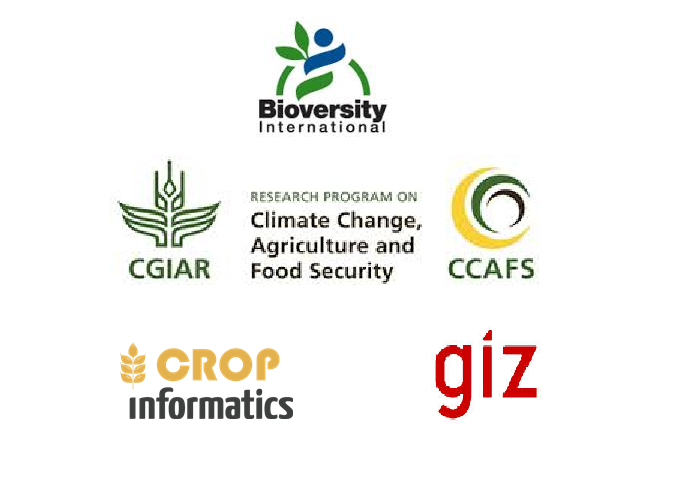 Bioversity
International
RESEARCH PROGRAM ON
Climate Change,
Agriculture and
Food Security
CGIAR
CCAFS
CROP
informatics
giz